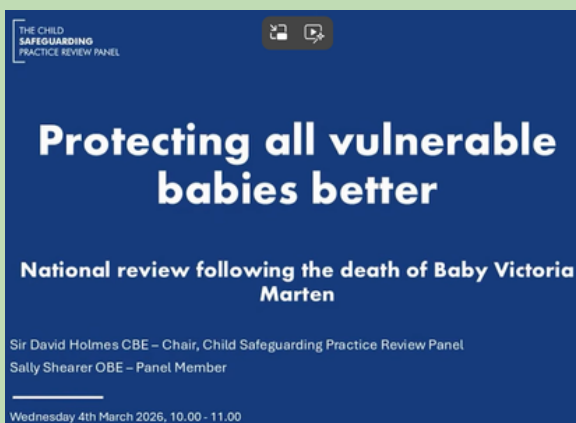 THE CHILD
SAFEGUARDING
PRACTICE REVIEW PANEL
Protecting all vulnerable
babies better
National review following the death of Baby Victoria
Marten
Sir David Holmes CBE – Chair, Child Safeguarding Practice Review Panel
Sally Shearer OBE – Panel Member
Wednesday 4th March 2026, 10.00 - 11.00